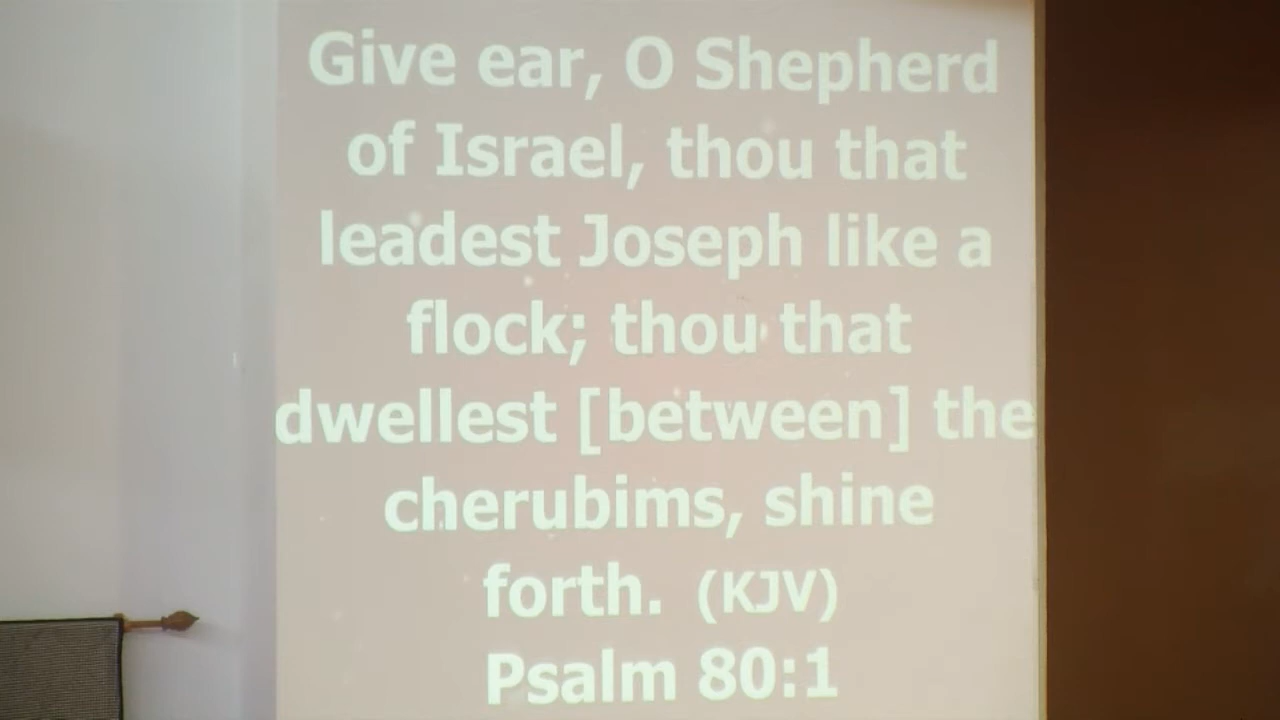 Give ear, O Shepherd
of Israel, thou that
leadest Joseph like a
flock; thou that
dwellest [between] the
cherubims, shine
forth. (KJV)
Psalm 80:1